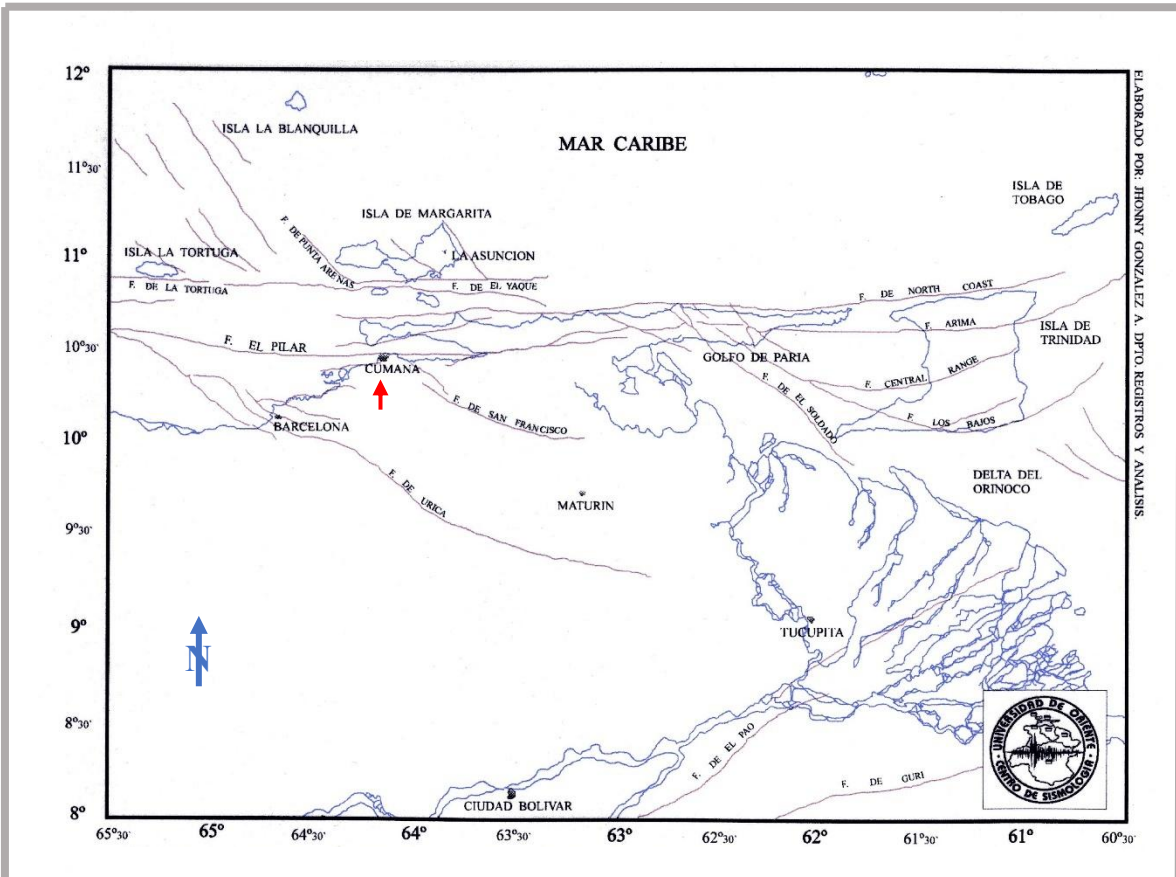 12º
ISLA LA BLANQUILLA
MAR CARIBE
11º30'
ISLA DE
TOBAGO
ISLA DE MARGARITA
F. DE PUNTA ARENAS
LA ASUNCION
ISLA LA TORTUGA
11º
F. DE LA TORTUGA
F. DE EL YAQUE
F. DE NORTH COAST
F. ARIMA
ISLA DE
TRINIDAD
10º30'
F. EL PILAR
GOLFO DE PARIA
CUMANA
F. CENTRAL RANGE
F. DE EL SOLDADO
F. DE SAN FRANCISCO
F. LOS BAJOS
BARCELONA
10º
DELTA DEL
ORINOCO
F. DE URICA
MATURIN
9º30'
9º
TUCUPITA
N
8º30'
F. DE EL PAO
F. DE GURI
CIUDAD BOLIVAR
8º
UNIVERSIDAD DE ORIENTE
CENTRO DE SISMOLOGIA
65º30'
65º
64º30'
64º
63º30'
63º
62º30'
62º
61º30'
61º
60º30'
ELABORADO POR: JHONNY GONZALEZ A. DPTO. REGISTROS Y ANALISIS.